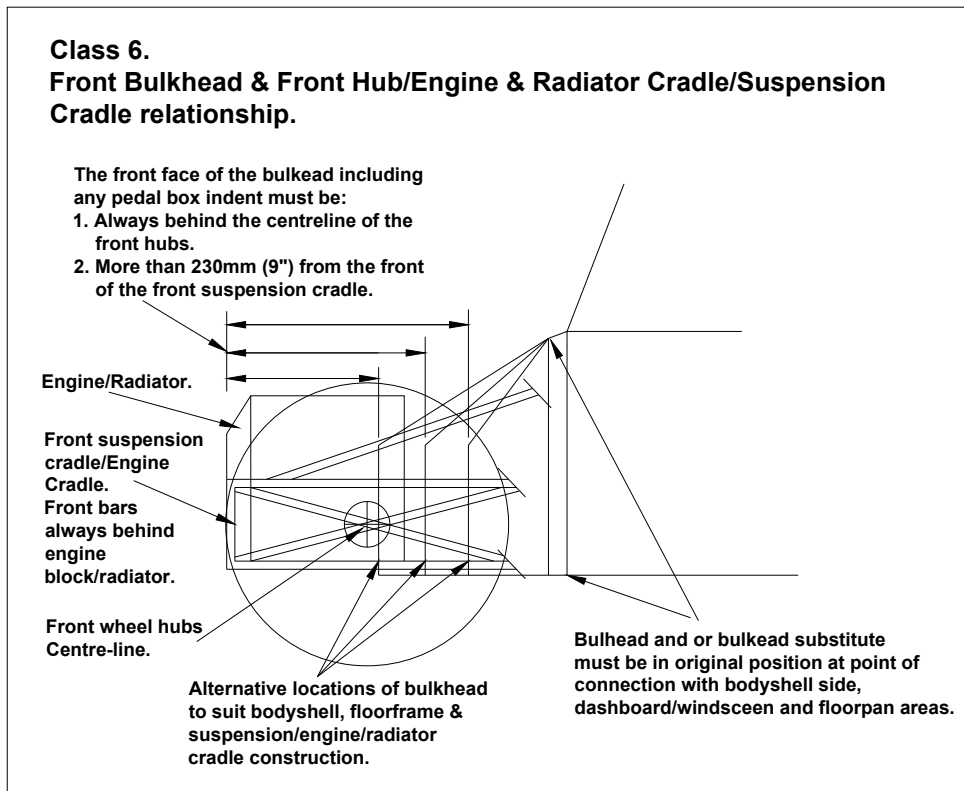 Class 6.
Front Bulkhead & Front Hub/Engine & Radiator Cradle/Suspension
Cradle relationship.
The front face of the bulkead including
any pedal box indent must be:
1. Always behind the centreline of the
front hubs.
2. More than 230mm (9") from the front
of the front suspension cradle.
Engine/Radiator.
Front suspension
cradle/Engine
Cradle.
Front bars
always behind
engine
block/radiator.
Front wheel hubs
Centre-line.
Alternative locations of bulkhead
to suit bodyshell, floorframe &
suspension/engine/radiator
cradle construction.
Bulhead and or bulkead substitute
must be in original position at point of
connection with bodyshell side,
dashboard/windsceen and floorpan areas.